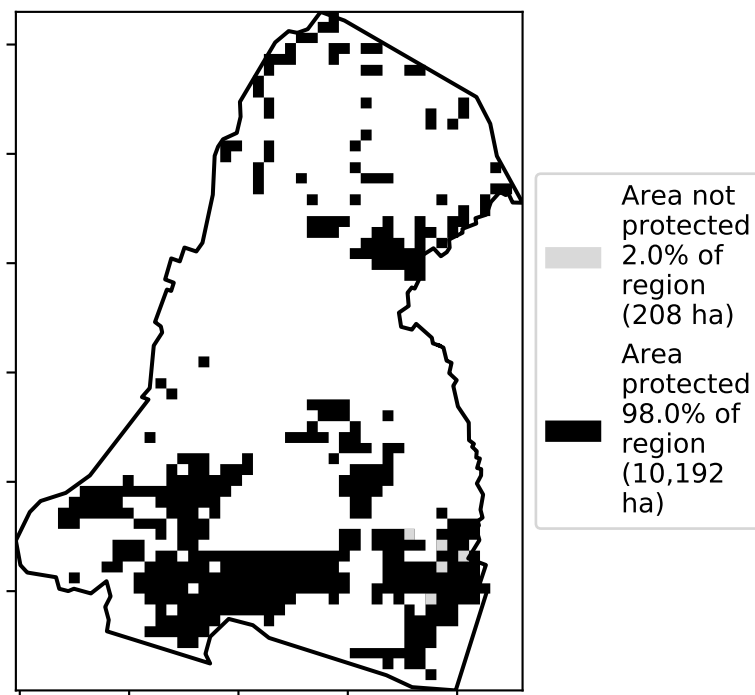 Area not
protected
2.0% of
region
(208 ha)
Area
protected
98.0% of
region
(10,192
ha)